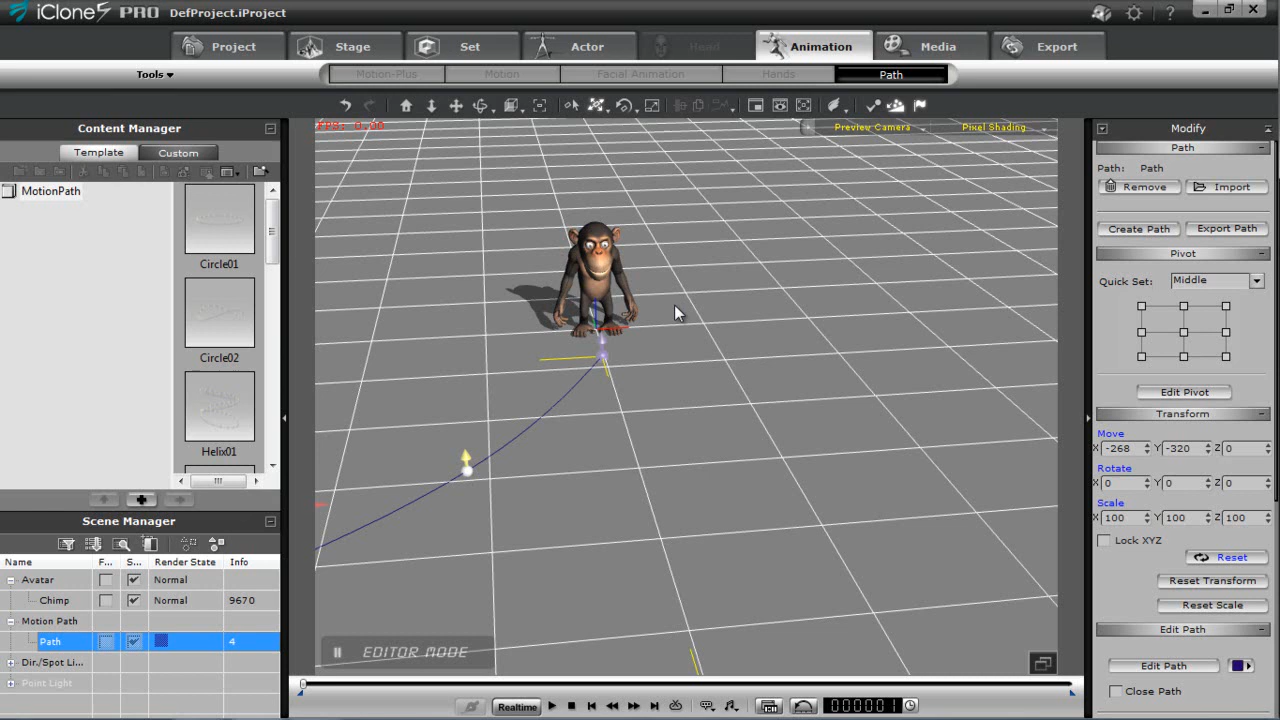 iClone5 PRO DefProject.iProject
Project Stage Set Actor Head Animation Media Export
Tools Motion-Plus Motion Facial Animation Hands Path
Content Manager
Template Custom
MotionPath
Circle01
Circle02
Helix01
Scene Manager
Name F... S... Render State Info
Avatar Normal
Chimp Normal 9670
Motion Path
Path 4
Dir./Spot Li...
Point Light
FPS: 0.00
Preview Camera Pixel Shading
EDITOR MODE
Realtime 0000001
Modify
Path
Path: Path
Remove Import
Create Path Export Path
Pivot
Quick Set: Middle
Edit Pivot
Transform
Move
X -268 Y -320 Z 0
Rotate
X 0 Y 0 Z 0
Scale
X 100 Y 100 Z 100
Lock XYZ
Reset
Reset Transform
Reset Scale
Edit Path
Edit Path
Close Path